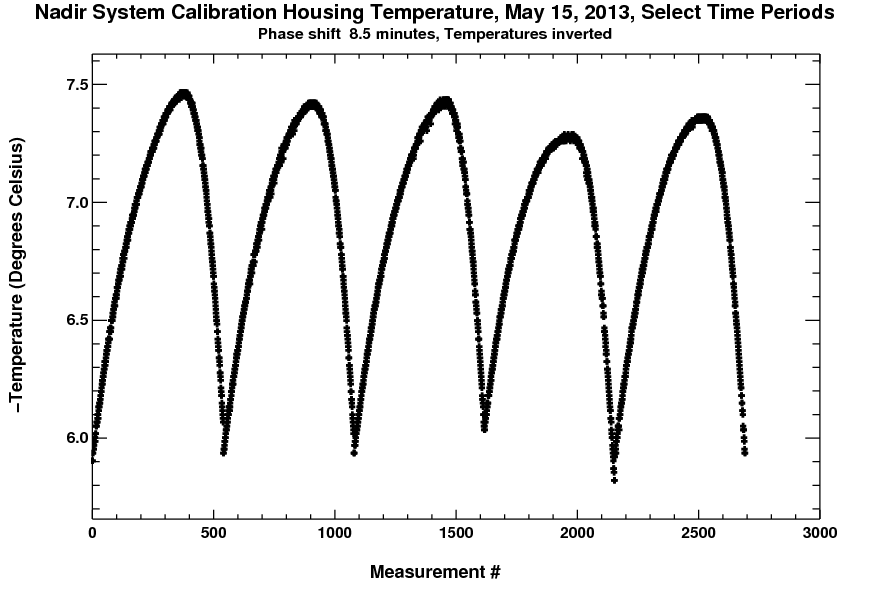 Nadir System Calibration Housing Temperature, May 15, 2013, Select Time Periods
Phase shift  8.5 minutes, Temperatures inverted
−Temperature (Degrees Celsius)
7.5
7.0
6.5
6.0
0 500 1000 1500 2000 2500 3000
Measurement #